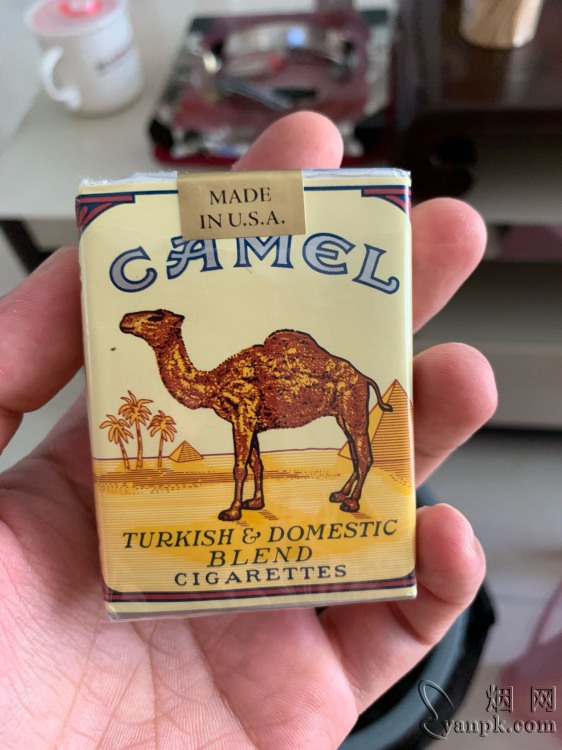 MADE
IN U.S.A.
CAMEL
TURKISH & DOMESTIC
BLEND
CIGARETTES
烟网
yanpk.com